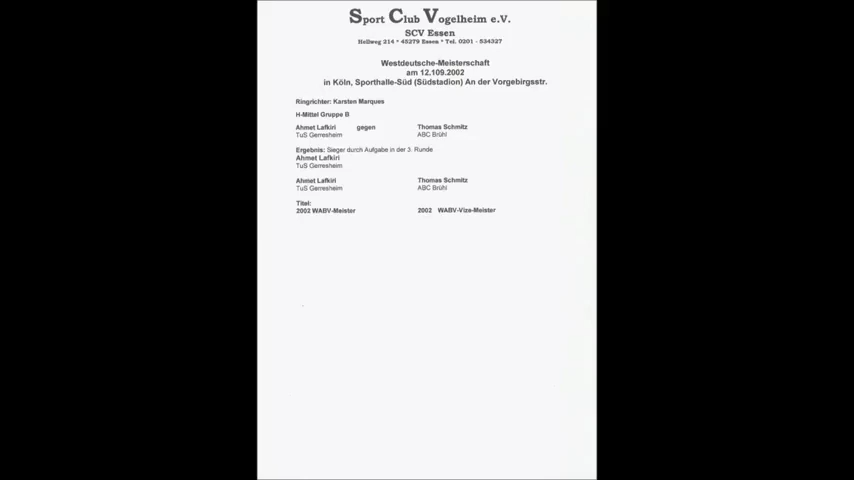 Sport Club Vogelheim e.V.
SCV Essen
Hellweg 214 * 45279 Essen * Tel. 0201 - 534327
Westdeutsche-Meisterschaft
am 12.109.2002
in Köln, Sporthalle-Süd (Südstadion) An der Vorgebirgsstr.
Ringrichter: Karsten Marques
H-Mittel Gruppe B
Ahmet Lafkiri gegen Thomas Schmitz
TuS Gerresheim ABC Brühl
Ergebnis: Sieger durch Aufgabe in der 3. Runde
Ahmet Lafkiri
TuS Gerresheim
Ahmet Lafkiri Thomas Schmitz
TuS Gerresheim ABC Brühl
Titel:
2002 WABV-Meister 2002 WABV-Vize-Meister